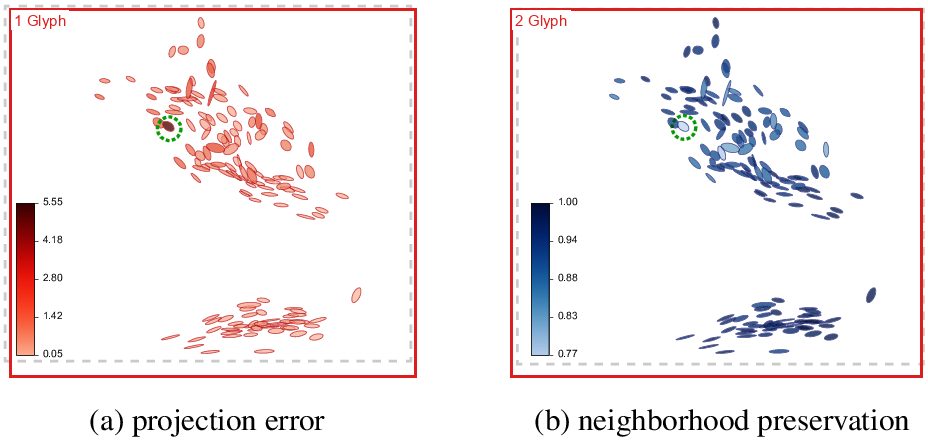 1 Glyph
5.55
4.18
2.80
1.42
0.05
2 Glyph
1.00
0.94
0.88
0.83
0.77
(a) projection error
(b) neighborhood preservation